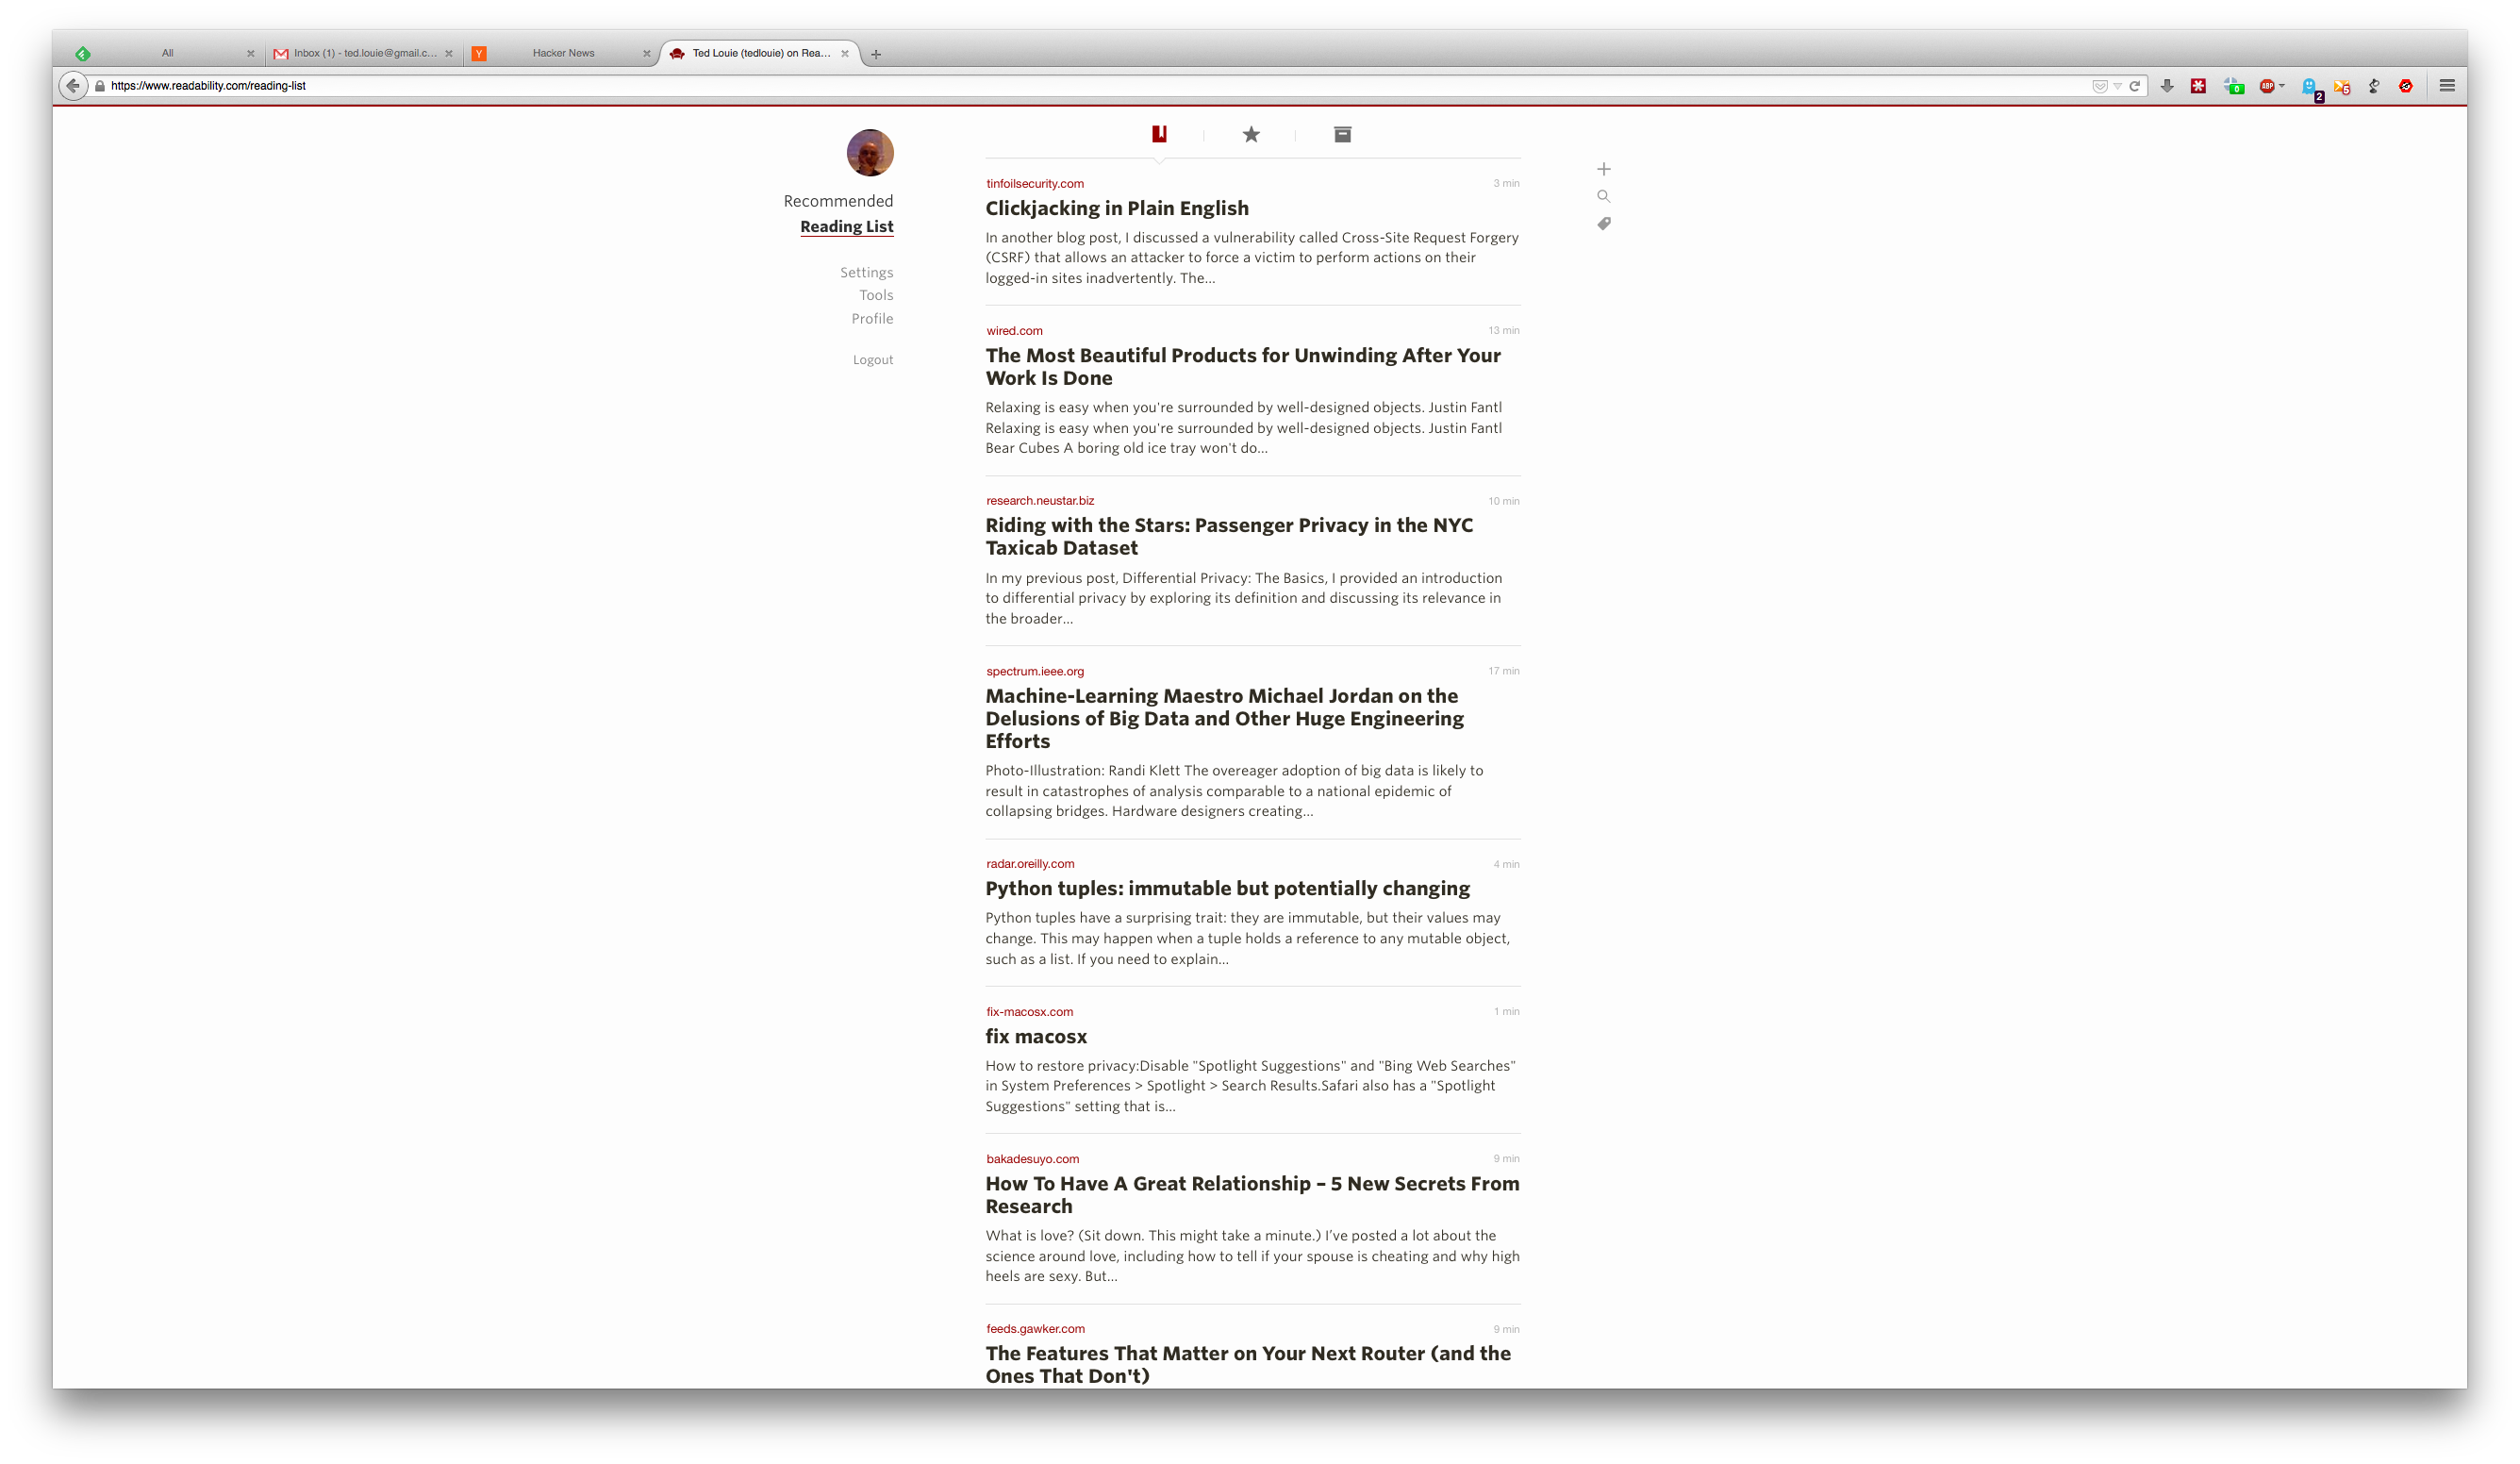 All
Inbox (1) - ted.louie@gmail.c...
Y
Hacker News
Ted Louie (tedlouie) on Rea...
https://www.readability.com/reading-list
0
ABP
2
5
Recommended
Reading List
Settings
Tools
Profile
Logout
tinfoilsecurity.com 3 min
Clickjacking in Plain English
In another blog post, I discussed a vulnerability called Cross-Site Request Forgery
(CSRF) that allows an attacker to force a victim to perform actions on their
logged-in sites inadvertently. The...
wired.com 13 min
The Most Beautiful Products for Unwinding After Your
Work Is Done
Relaxing is easy when you're surrounded by well-designed objects. Justin Fantl
Relaxing is easy when you're surrounded by well-designed objects. Justin Fantl
Bear Cubes A boring old ice tray won't do...
research.neustar.biz 10 min
Riding with the Stars: Passenger Privacy in the NYC
Taxicab Dataset
In my previous post, Differential Privacy: The Basics, I provided an introduction
to differential privacy by exploring its definition and discussing its relevance in
the broader...
spectrum.ieee.org 17 min
Machine-Learning Maestro Michael Jordan on the
Delusions of Big Data and Other Huge Engineering
Efforts
Photo-Illustration: Randi Klett The overeager adoption of big data is likely to
result in catastrophes of analysis comparable to a national epidemic of
collapsing bridges. Hardware designers creating...
radar.oreilly.com 4 min
Python tuples: immutable but potentially changing
Python tuples have a surprising trait: they are immutable, but their values may
change. This may happen when a tuple holds a reference to any mutable object,
such as a list. If you need to explain...
fix-macosx.com 1 min
fix macosx
How to restore privacy:Disable "Spotlight Suggestions" and "Bing Web Searches"
in System Preferences > Spotlight > Search Results.Safari also has a "Spotlight
Suggestions" setting that is...
bakadesuyo.com 9 min
How To Have A Great Relationship – 5 New Secrets From
Research
What is love? (Sit down. This might take a minute.) I’ve posted a lot about the
science around love, including how to tell if your spouse is cheating and why high
heels are sexy. But...
feeds.gawker.com 9 min
The Features That Matter on Your Next Router (and the
Ones That Don't)